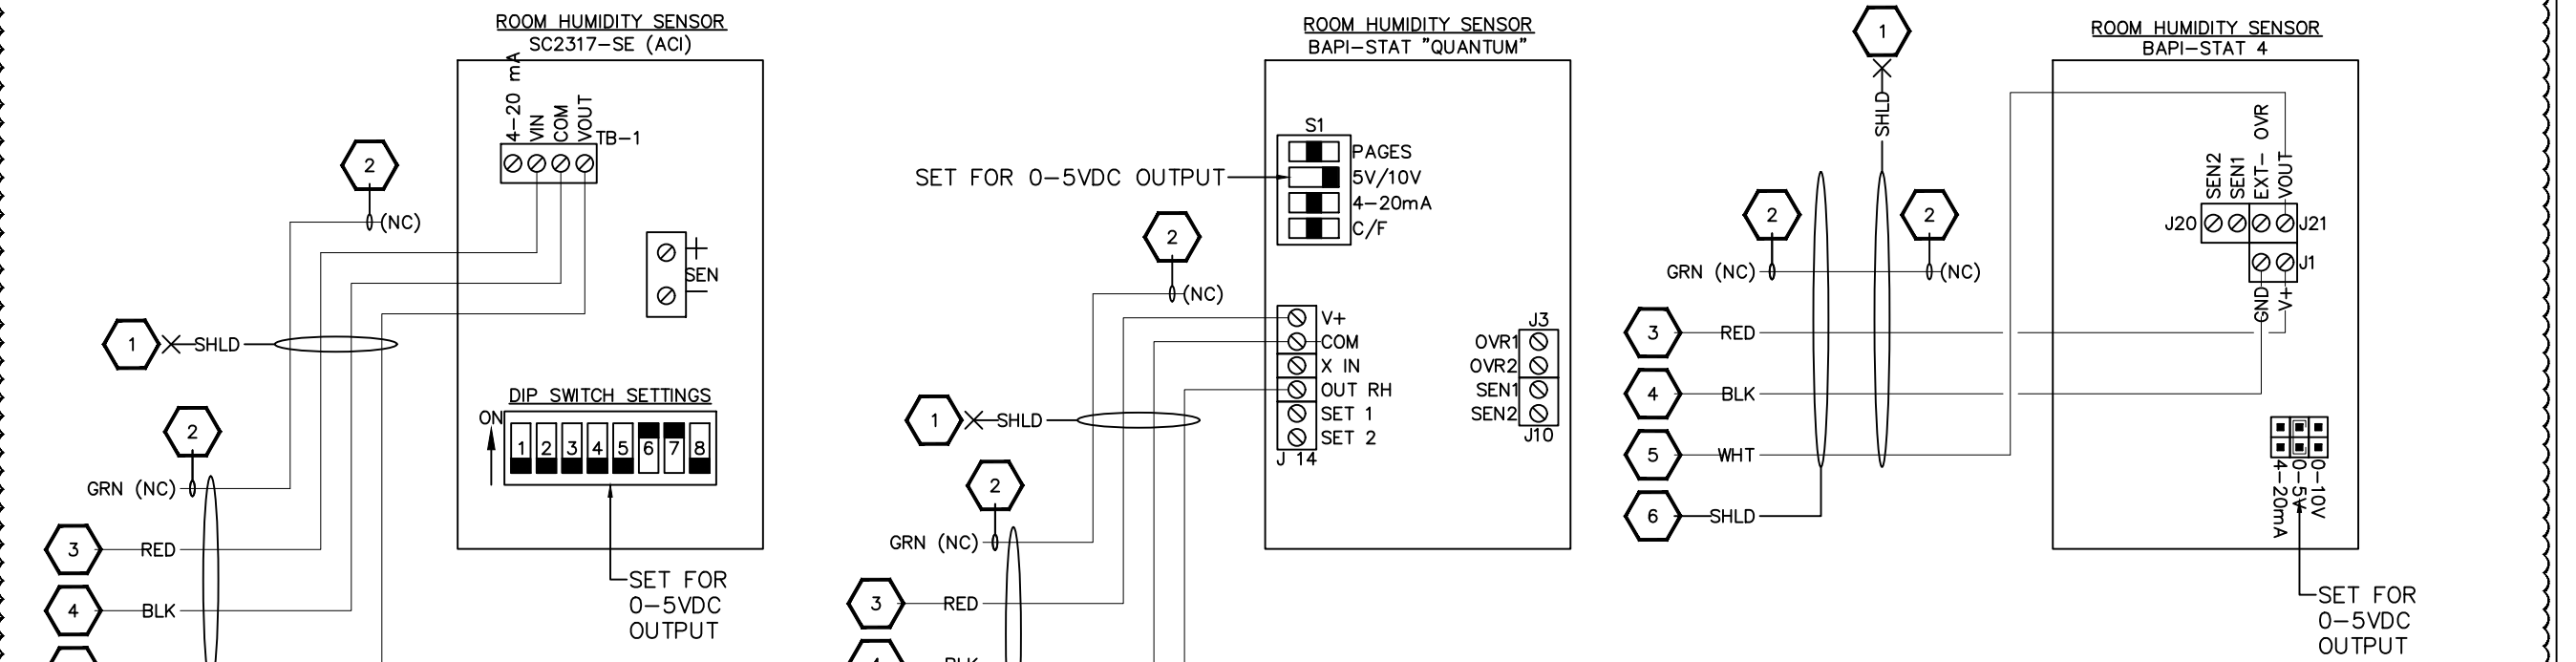 ROOM HUMIDITY SENSOR
SC2317-SE (ACI)
4-20 mA
VIN
COM
VOUT
TB-1
2
(NC)
+
SEN
-
1
SHLD
DIP SWITCH SETTINGS
ON
1 2 3 4 5 6 7 8
2
GRN (NC)
3
RED
4
BLK
SET FOR
0-5VDC
OUTPUT
ROOM HUMIDITY SENSOR
BAPI-STAT "QUANTUM"
S1
PAGES
SET FOR 0-5VDC OUTPUT
5V/10V
4-20mA
C/F
2
(NC)
V+
COM
X IN
OUT RH
SET 1
SET 2
J 14
J3
OVR1
OVR2
SEN1
SEN2
J10
1
SHLD
2
GRN (NC)
3
RED
4
BLK
1
SHLD
ROOM HUMIDITY SENSOR
BAPI-STAT 4
SEN2
SEN1
EXT- OVR
VOUT
J20
J21
J1
GND
V+
2
2
GRN (NC)
(NC)
3
RED
4
BLK
5
WHT
6
SHLD
4-20mA
0-5V
0-10V
SET FOR
0-5VDC
OUTPUT